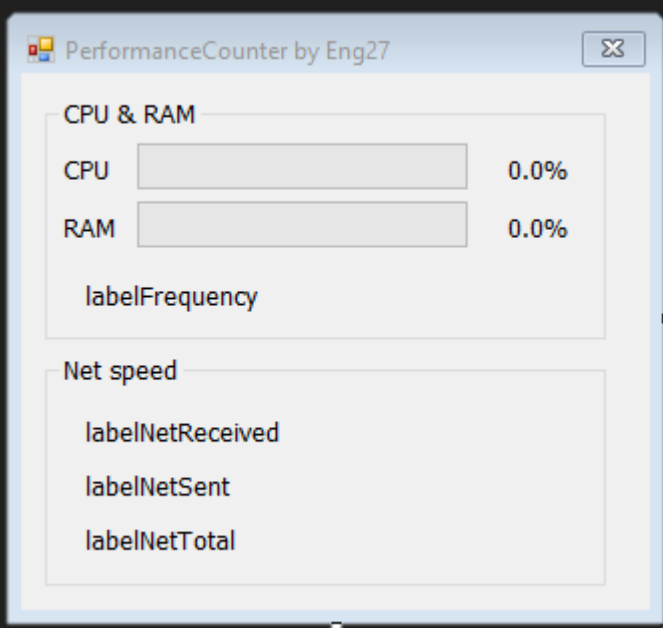 PerformanceCounter by Eng27
CPU & RAM
CPU 0.0%
RAM 0.0%
labelFrequency
Net speed
labelNetReceived
labelNetSent
labelNetTotal